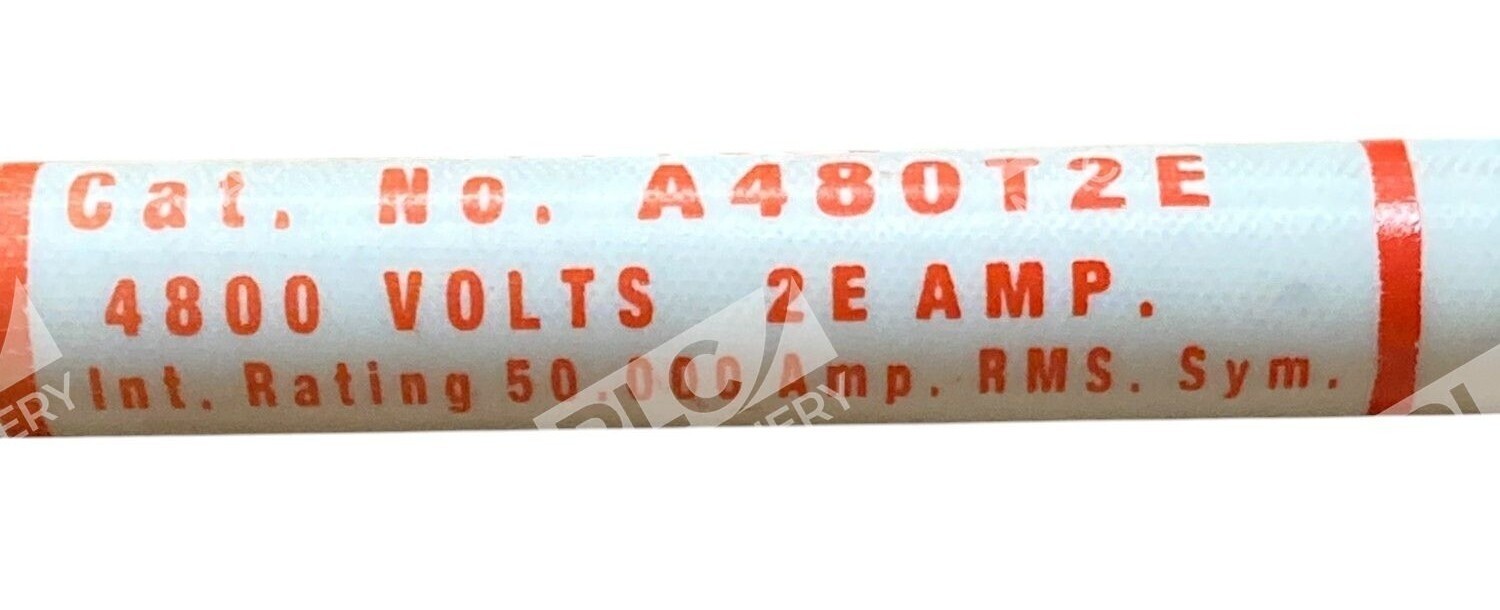 Cat. No. A480T2E
4800 VOLTS 2E AMP.
Int. Rating 50.000 Amp. RMS. Sym.